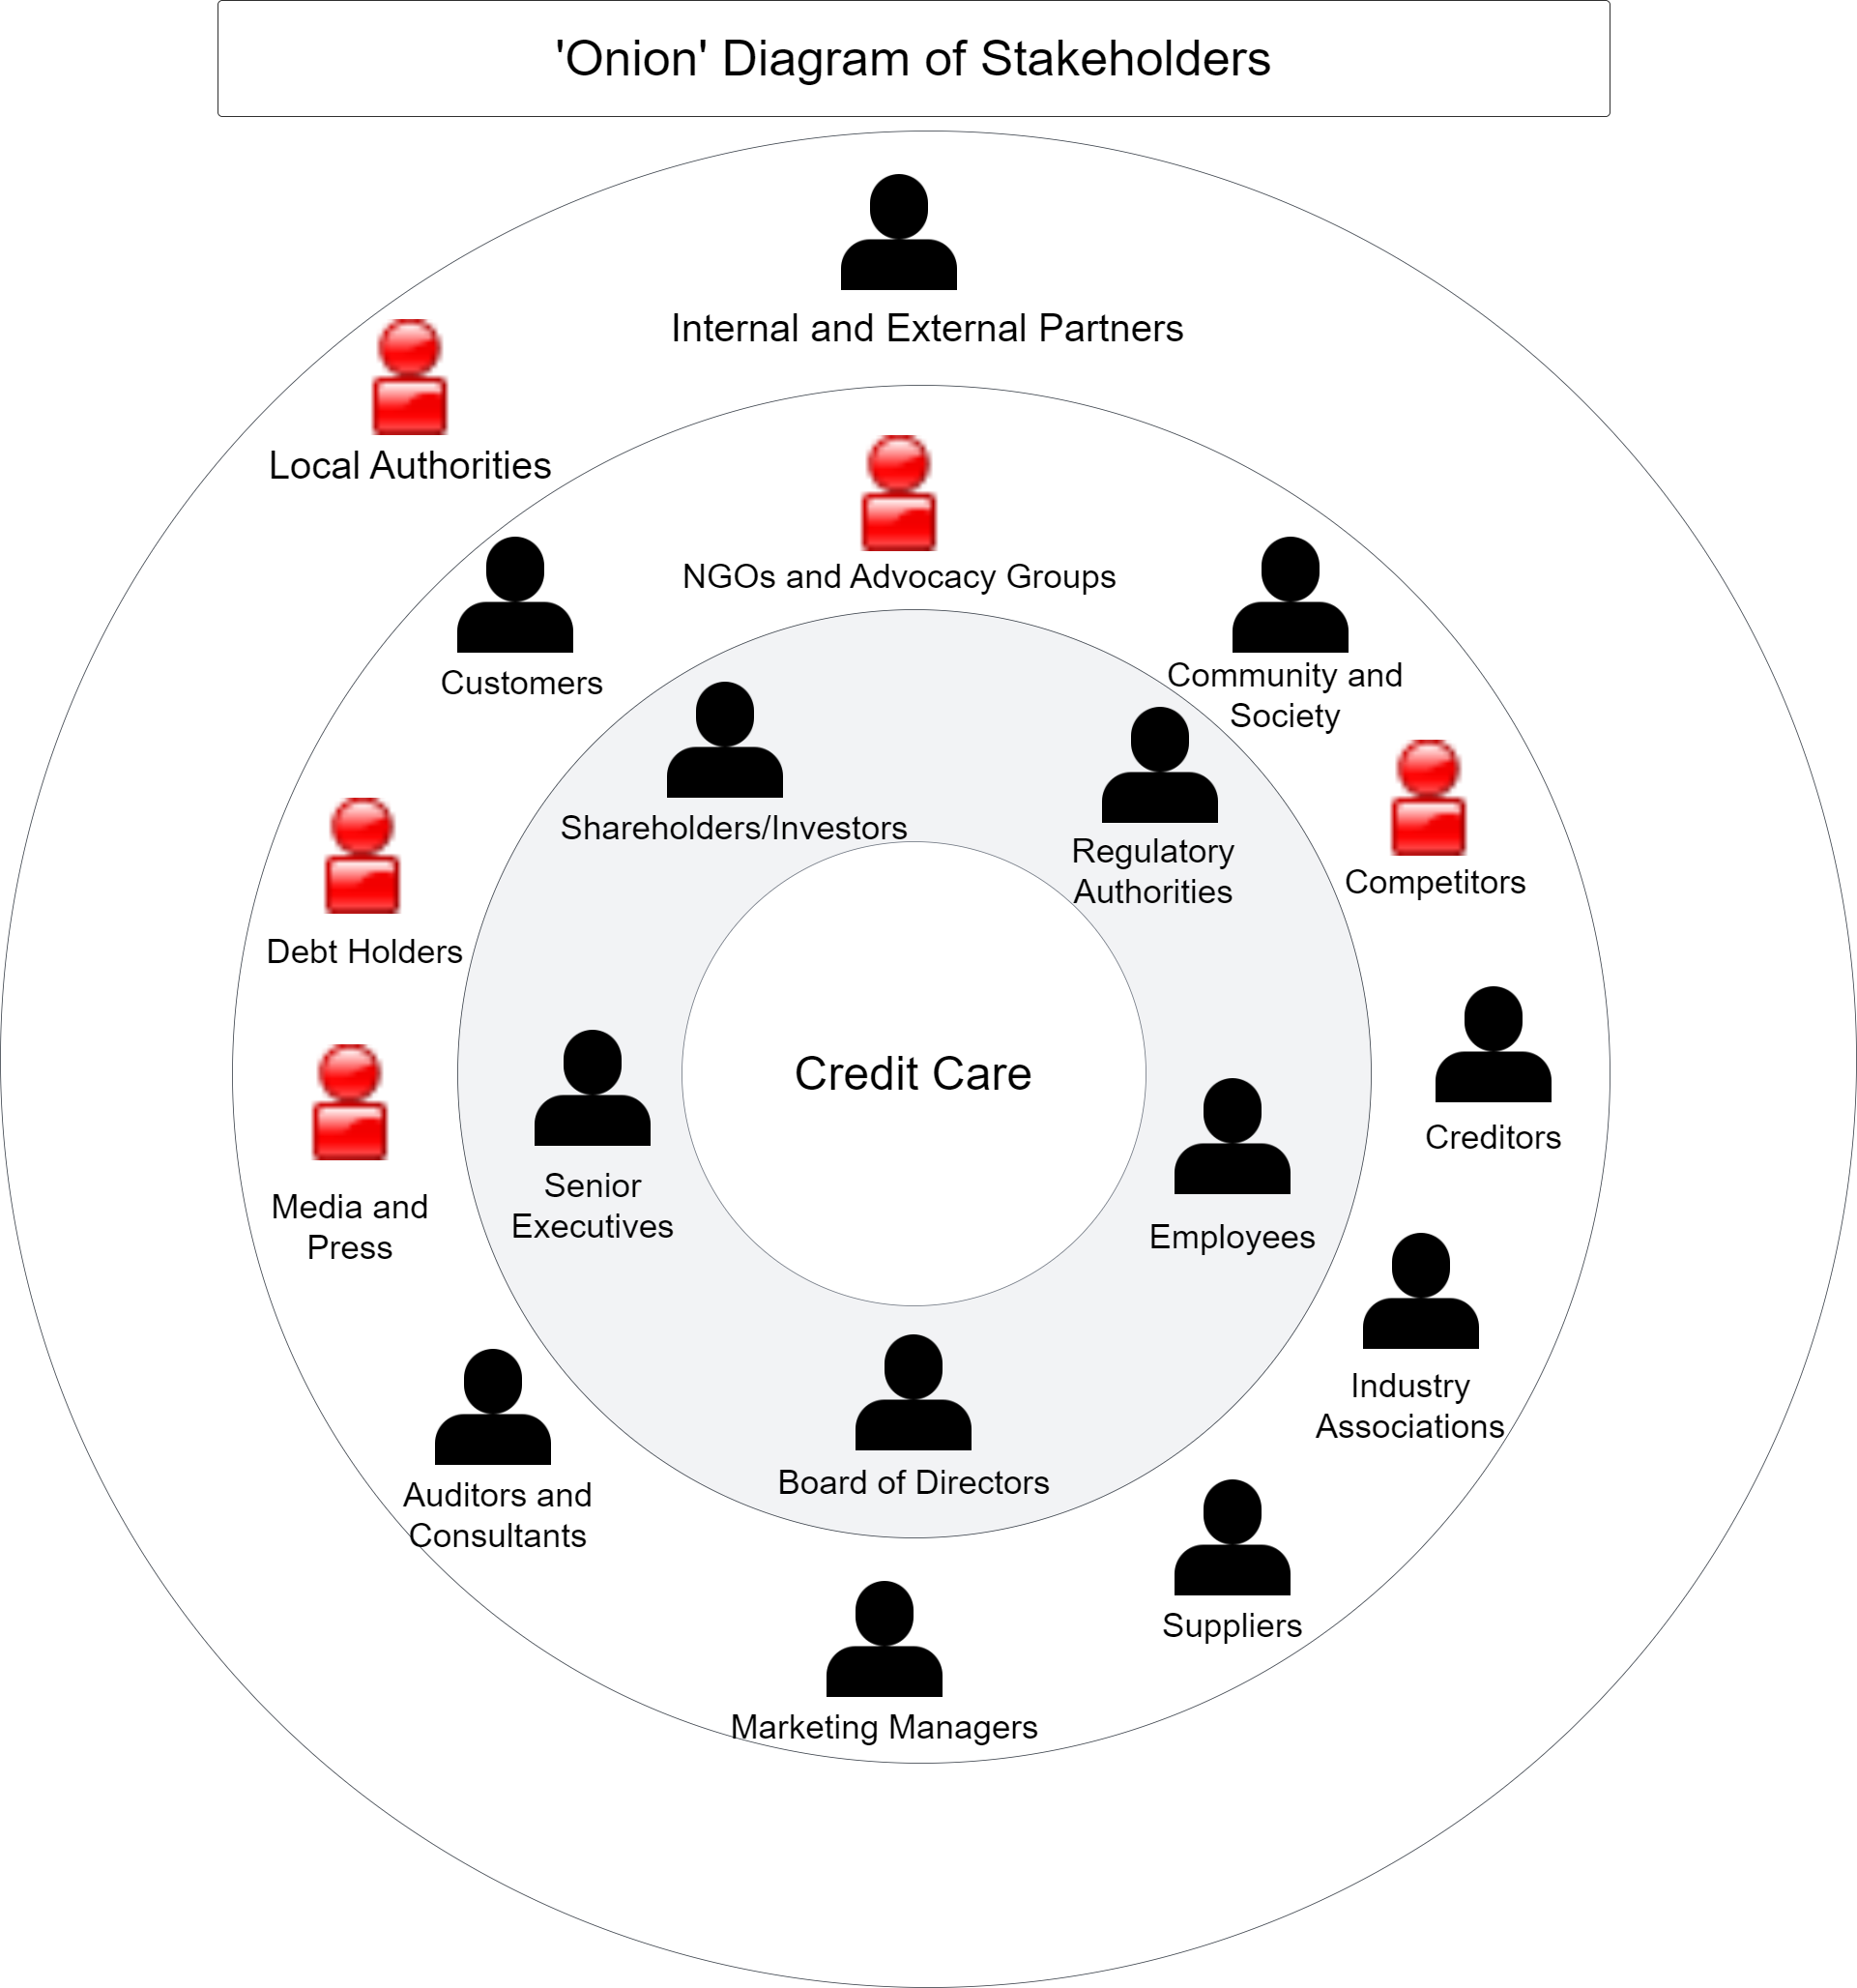 'Onion' Diagram of Stakeholders
Internal and External Partners
Local Authorities
NGOs and Advocacy Groups
Customers
Community and
Society
Shareholders/Investors
Regulatory
Authorities
Competitors
Debt Holders
Credit Care
Creditors
Senior
Executives
Media and
Press
Employees
Industry
Associations
Board of Directors
Auditors and
Consultants
Suppliers
Marketing Managers